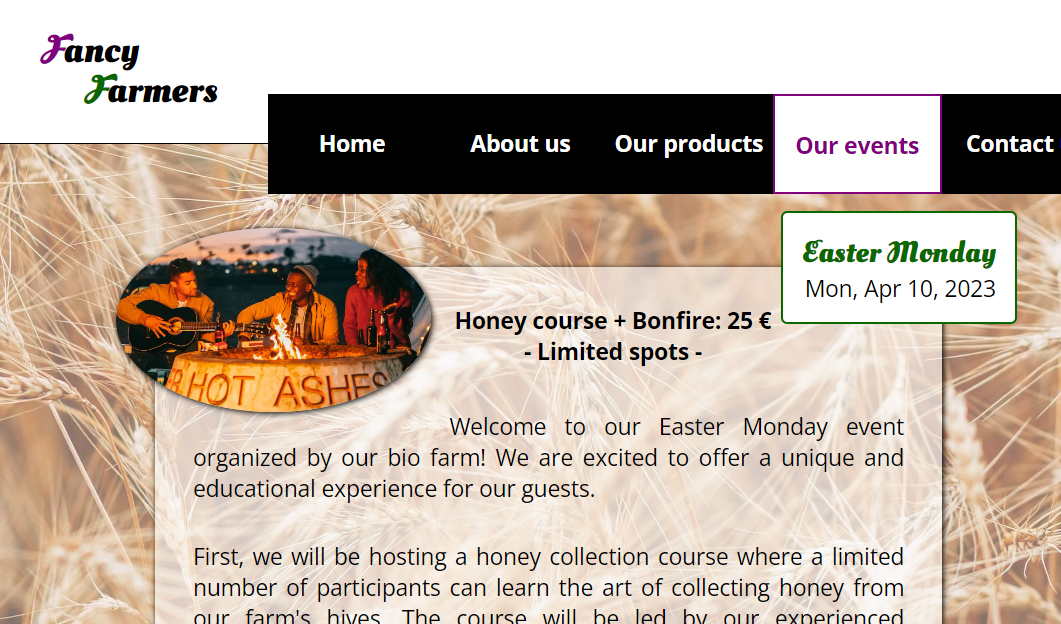 Fancy
Farmers
Home About us Our products Our events Contact
Easter Monday
Mon, Apr 10, 2023
HOT ASHES
Honey course + Bonfire: 25 €
- Limited spots -
Welcome to our Easter Monday event
organized by our bio farm! We are excited to offer a unique and
educational experience for our guests.
First, we will be hosting a honey collection course where a limited
number of participants can learn the art of collecting honey from
our farm's hives. The course will be led by our experienced